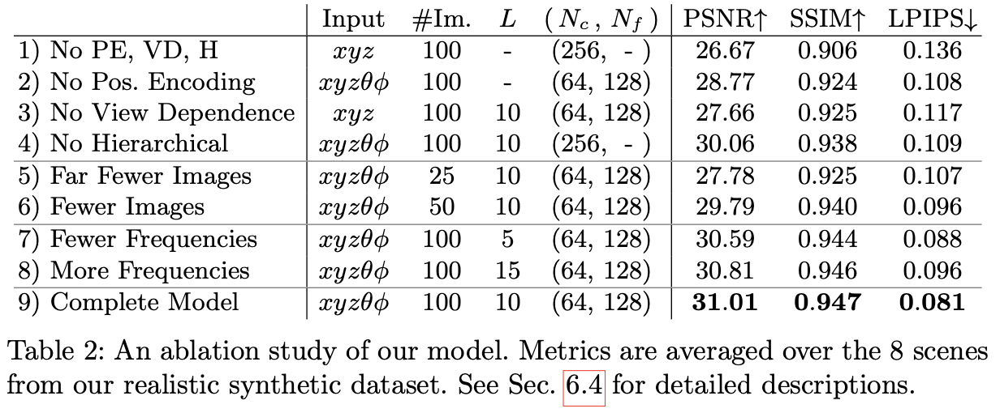 Input #Im. L ( Nc , Nf ) PSNR↑ SSIM↑ LPIPS↓
1) No PE, VD, H xyz 100 - (256, - ) 26.67 0.906 0.136
2) No Pos. Encoding xyzθϕ 100 - (64, 128) 28.77 0.924 0.108
3) No View Dependence xyz 100 10 (64, 128) 27.66 0.925 0.117
4) No Hierarchical xyzθϕ 100 10 (256, - ) 30.06 0.938 0.109
5) Far Fewer Images xyzθϕ 25 10 (64, 128) 27.78 0.925 0.107
6) Fewer Images xyzθϕ 50 10 (64, 128) 29.79 0.940 0.096
7) Fewer Frequencies xyzθϕ 100 5 (64, 128) 30.59 0.944 0.088
8) More Frequencies xyzθϕ 100 15 (64, 128) 30.81 0.946 0.096
9) Complete Model xyzθϕ 100 10 (64, 128) 31.01 0.947 0.081
Table 2: An ablation study of our model. Metrics are averaged over the 8 scenes
from our realistic synthetic dataset. See Sec. 6.4 for detailed descriptions.